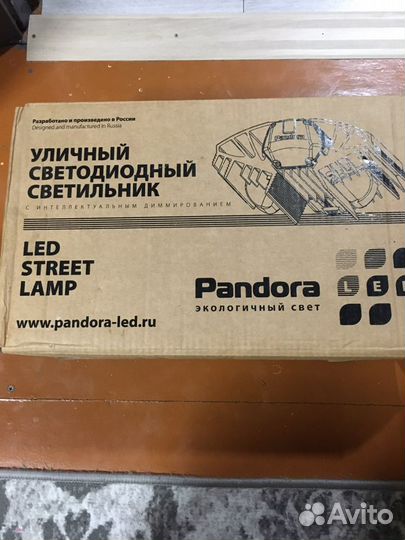 Разработано и произведено в России
Designed and manufactured in Russia
УЛИЧНЫЙ
СВЕТОДИОДНЫЙ
СВЕТИЛЬНИК
С ИНТЕЛЛЕКТУАЛЬНЫМ ДИММИРОВАНИЕМ
LED
STREET
LAMP
www.pandora-led.ru
Pandora
ЭКОЛОГИЧНЫЙ СВЕТ
L E
Avito